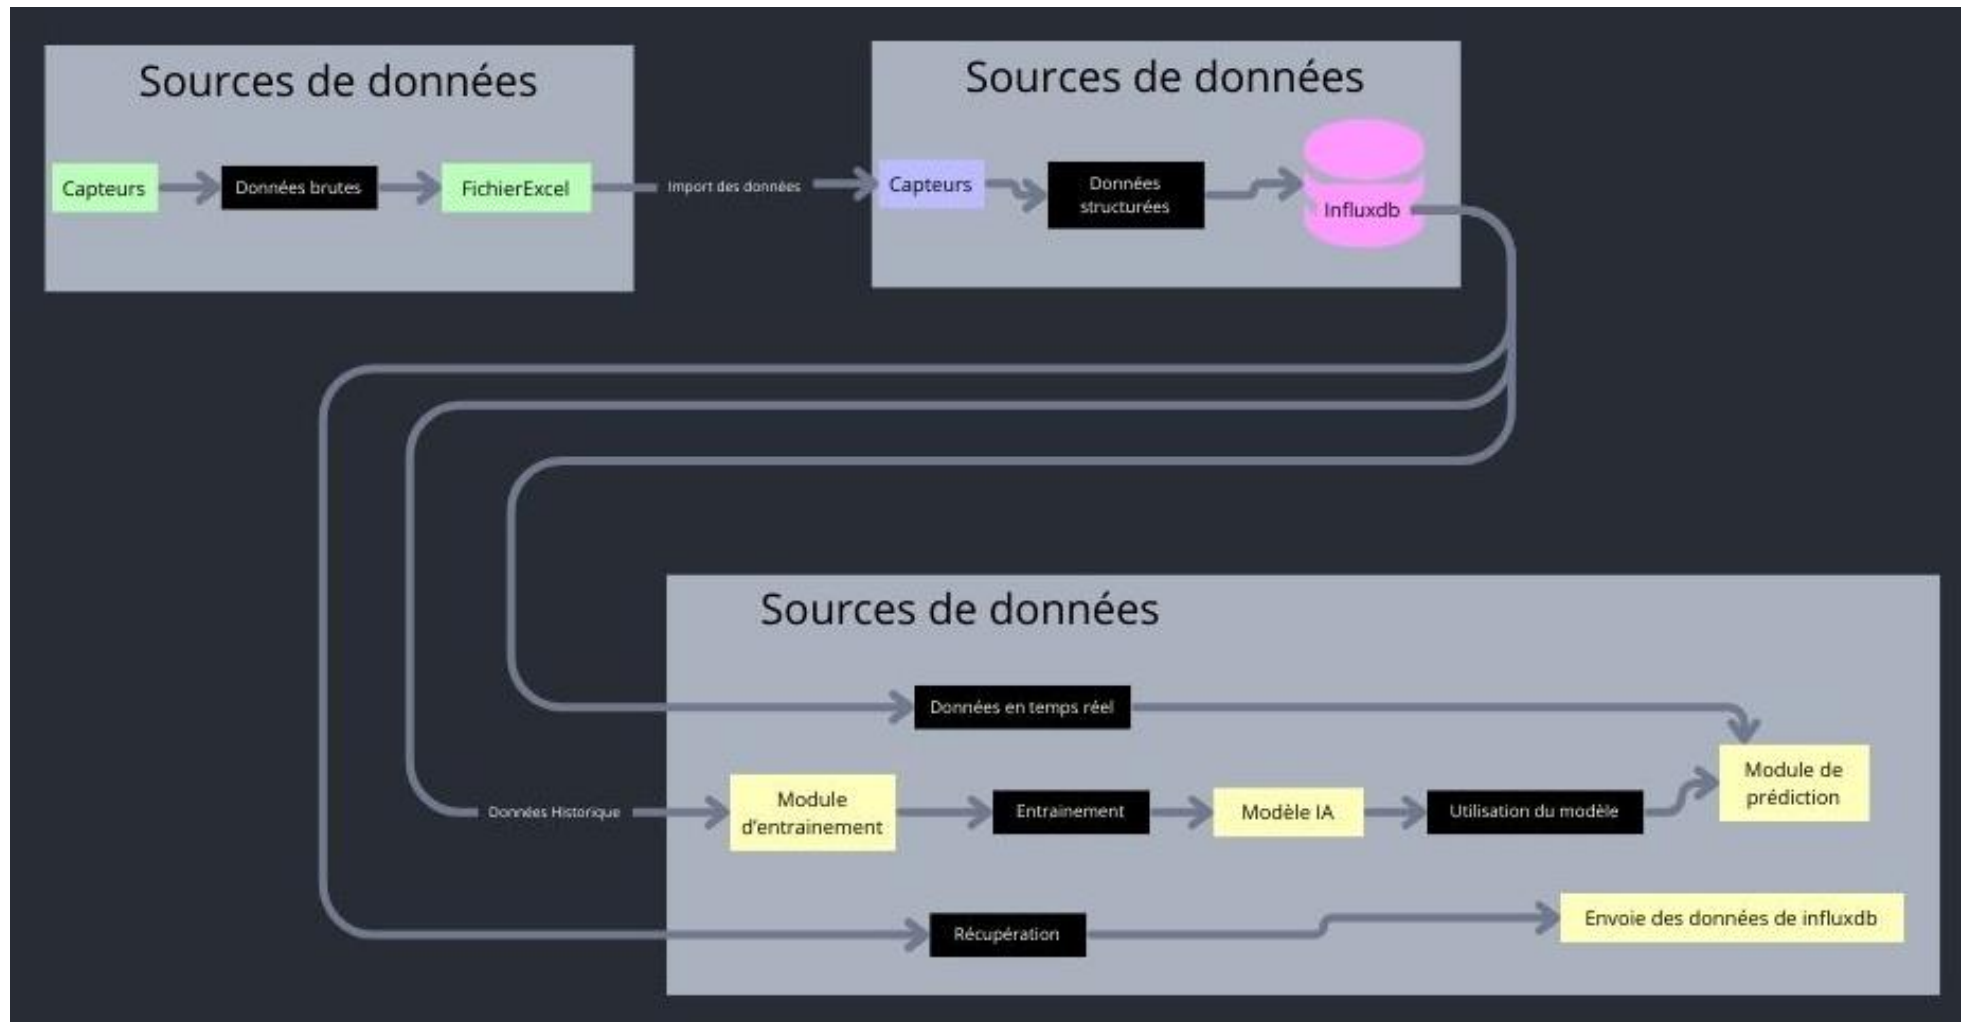 Sources de données
Capteurs
Données brutes
FichierExcel
Import des données
Sources de données
Capteurs
Données
structurées
Influxdb
Sources de données
Données en temps réel
Données Historique
Module
d'entrainement
Entrainement
Modèle IA
Utilisation du modèle
Module de
prédiction
Récupération
Envoie des données de influxdb